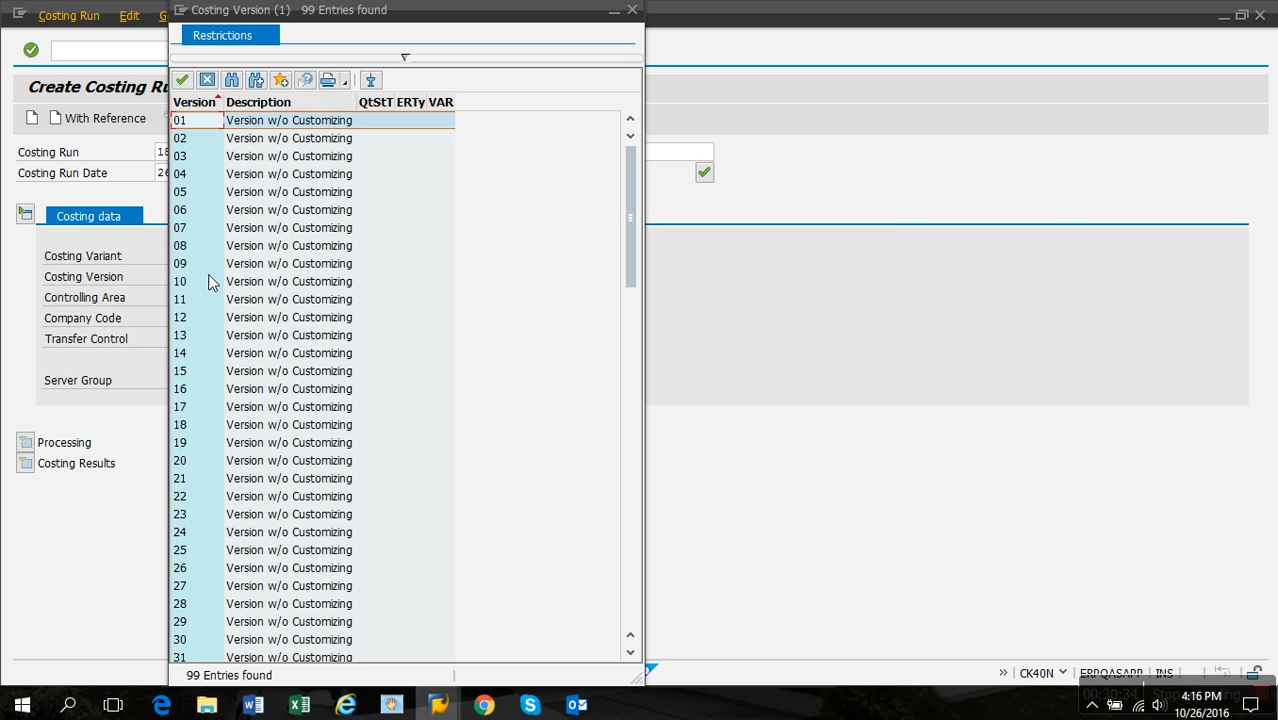 Costing Run Edit G
Costing Version (1) 99 Entries found
Restrictions
Create Costing Ru
With Reference
Version Description QtStT ERTy VAR
01 Version w/o Customizing
02 Version w/o Customizing
03 Version w/o Customizing
04 Version w/o Customizing
05 Version w/o Customizing
06 Version w/o Customizing
07 Version w/o Customizing
08 Version w/o Customizing
09 Version w/o Customizing
10 Version w/o Customizing
11 Version w/o Customizing
12 Version w/o Customizing
13 Version w/o Customizing
14 Version w/o Customizing
15 Version w/o Customizing
16 Version w/o Customizing
17 Version w/o Customizing
18 Version w/o Customizing
19 Version w/o Customizing
20 Version w/o Customizing
21 Version w/o Customizing
22 Version w/o Customizing
23 Version w/o Customizing
24 Version w/o Customizing
25 Version w/o Customizing
26 Version w/o Customizing
27 Version w/o Customizing
28 Version w/o Customizing
29 Version w/o Customizing
30 Version w/o Customizing
31 Version w/o Customizing
99 Entries found
Costing Run 18
Costing Run Date 26
Costing data
Costing Variant
Costing Version
Controlling Area
Company Code
Transfer Control
Server Group
Processing
Costing Results
CK40N ERPQASAPP INS
00:30:34 Stop
4:16 PM
10/26/2016